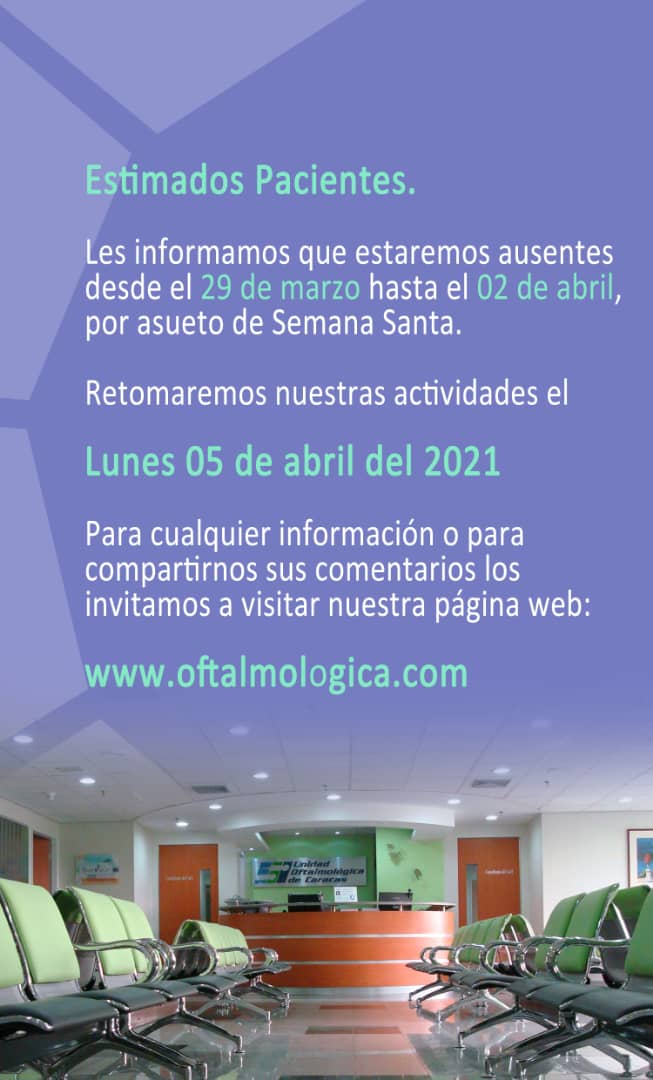 Estimados Pacientes.
Les informamos que estaremos ausentes
desde el 29 de marzo hasta el 02 de abril,
por asueto de Semana Santa.
Retomaremos nuestras actividades el
Lunes 05 de abril del 2021
Para cualquier información o para
compartirnos sus comentarios los
invitamos a visitar nuestra página web:
www.oftalmologica.com
Unidad
Oftalmológica
de Caracas